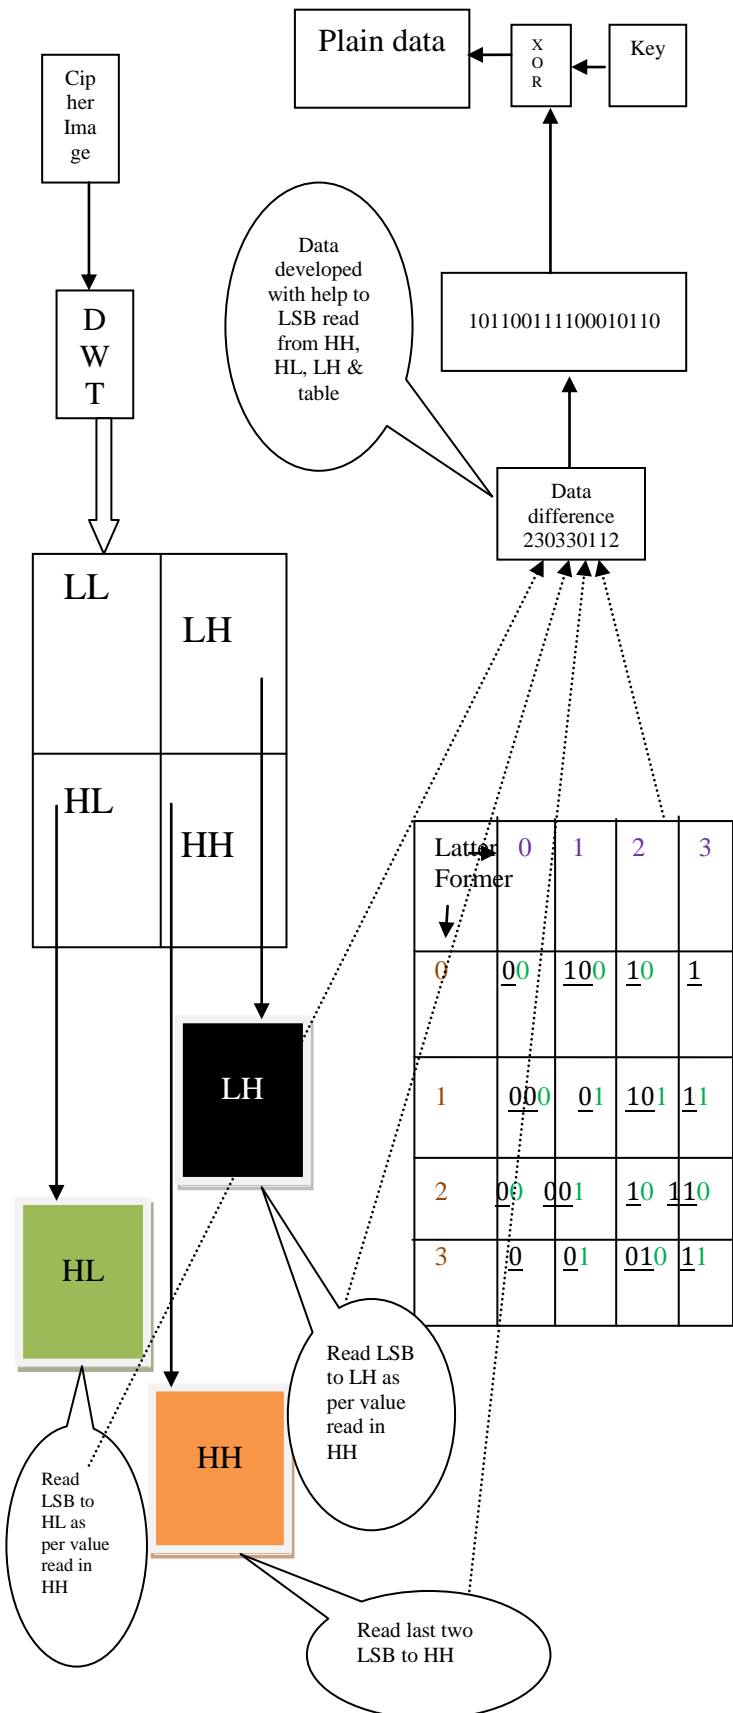 Plain data
X
O
R
Key
Cip
her
Ima
ge
Data
developed
with help to
LSB read
from HH,
HL, LH &
table
D
W
T
101100111100010110
Data
difference
230330112
LL
LH
HL
HH
Latter 0 1 2 3
Former
0 00 100 10 1
1 000 01 101 11
2 00 001 10 110
3 0 01 010 11
LH
HL
Read LSB
to LH as
per value
read in
HH
HH
Read
LSB to
HL as
per value
read in
HH
Read last two
LSB to HH